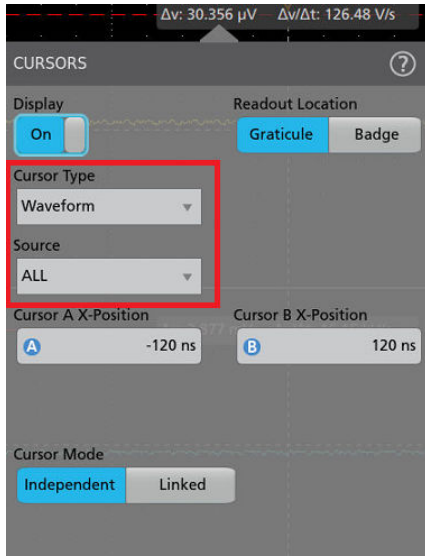 Δv: 30.356 μV Δv/Δt: 126.48 V/s
CURSORS ?
Display Readout Location
On Graticule Badge
Cursor Type
Waveform
Source
ALL
Cursor A X-Position Cursor B X-Position
A -120 ns B 120 ns
Cursor Mode
Independent Linked